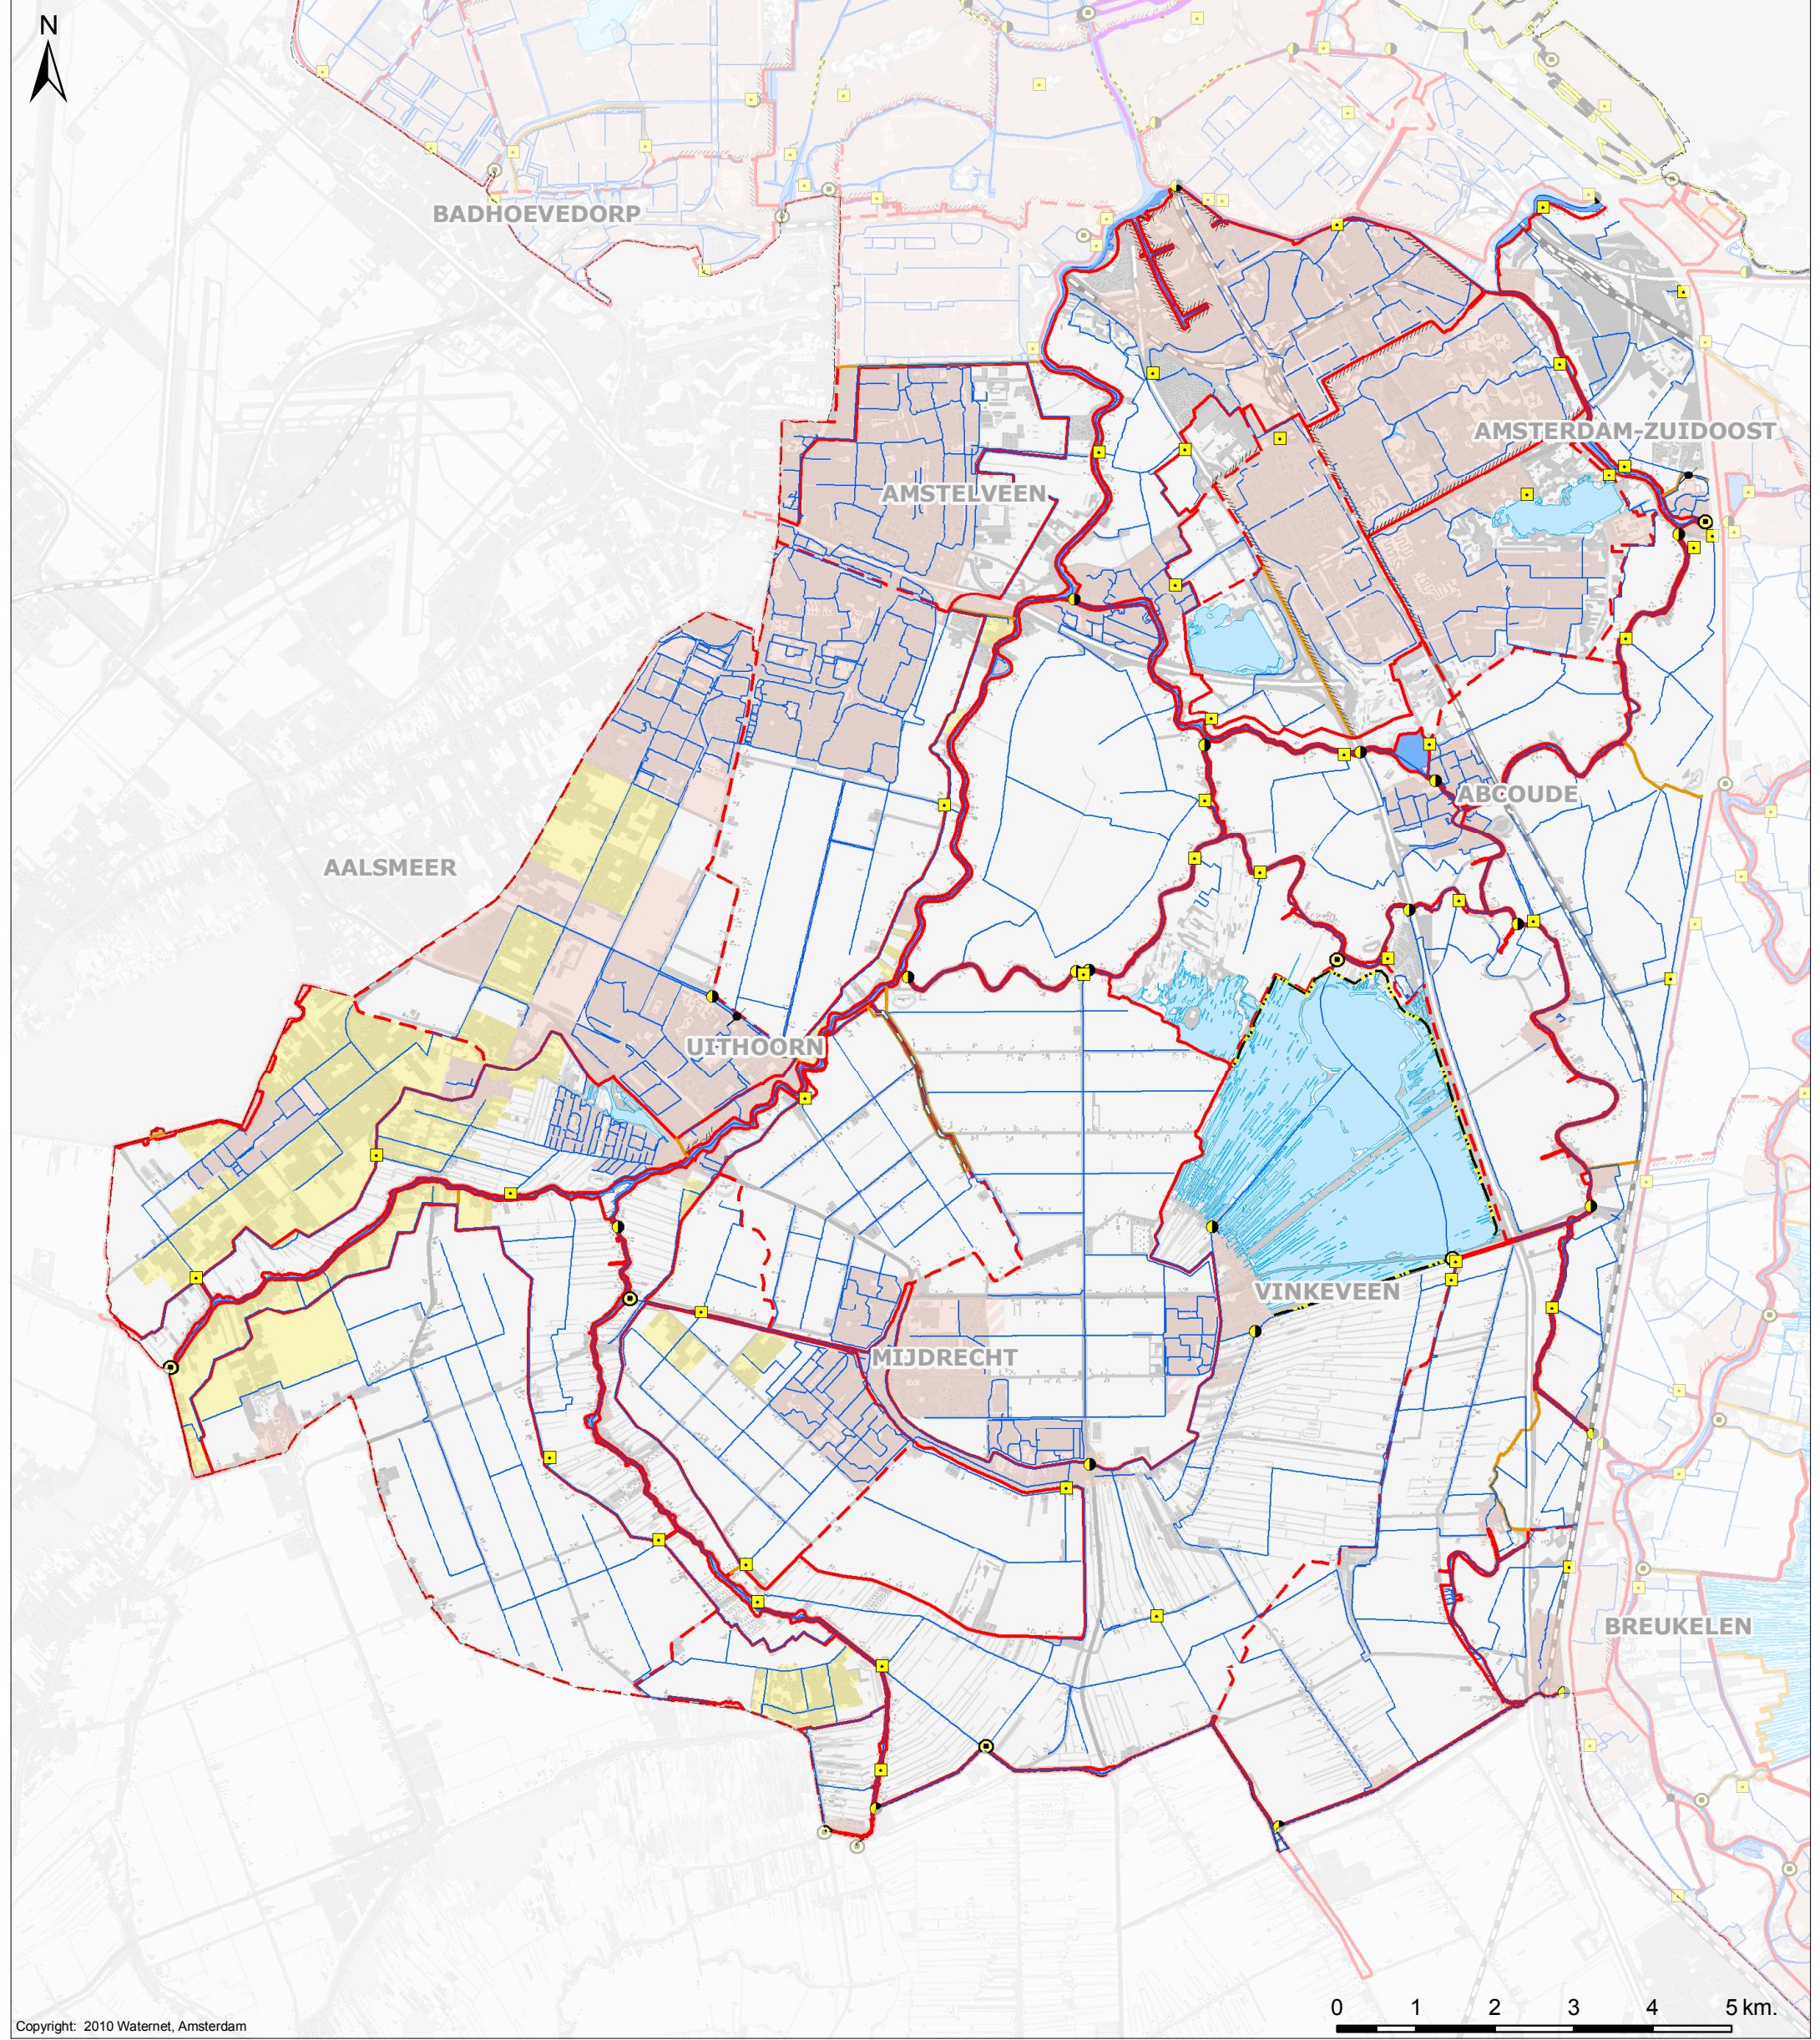 N
BADHOEVEDORP
AMSTERDAM-ZUIDOOST
AMSTELVEEN
ABCOUDE
AALSMEER
UITHOORN
VINKEVEEN
MIJDRECHT
BREUKELEN
0 1 2 3 4 5 km.
Copyright: 2010 Waternet, Amsterdam